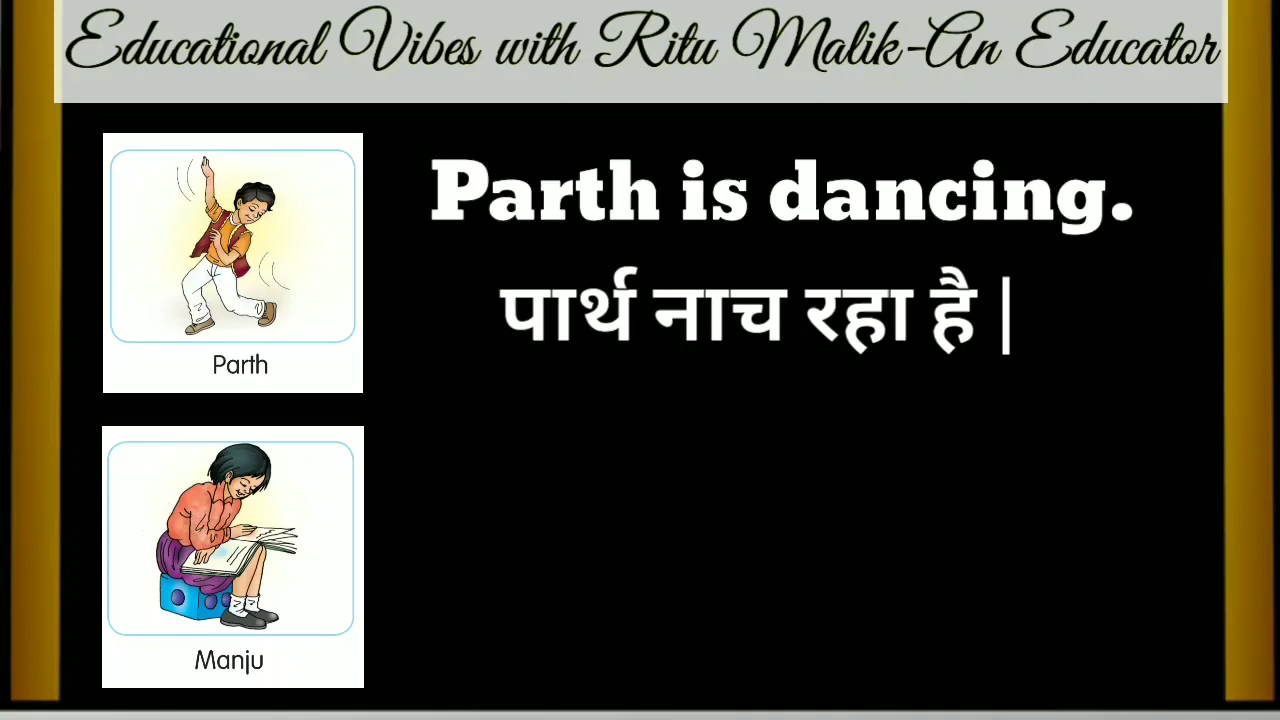 Educational Vibes with Ritu Malik-An Educator
Parth is dancing.
पार्थ नाच रहा है |
Parth
Manju